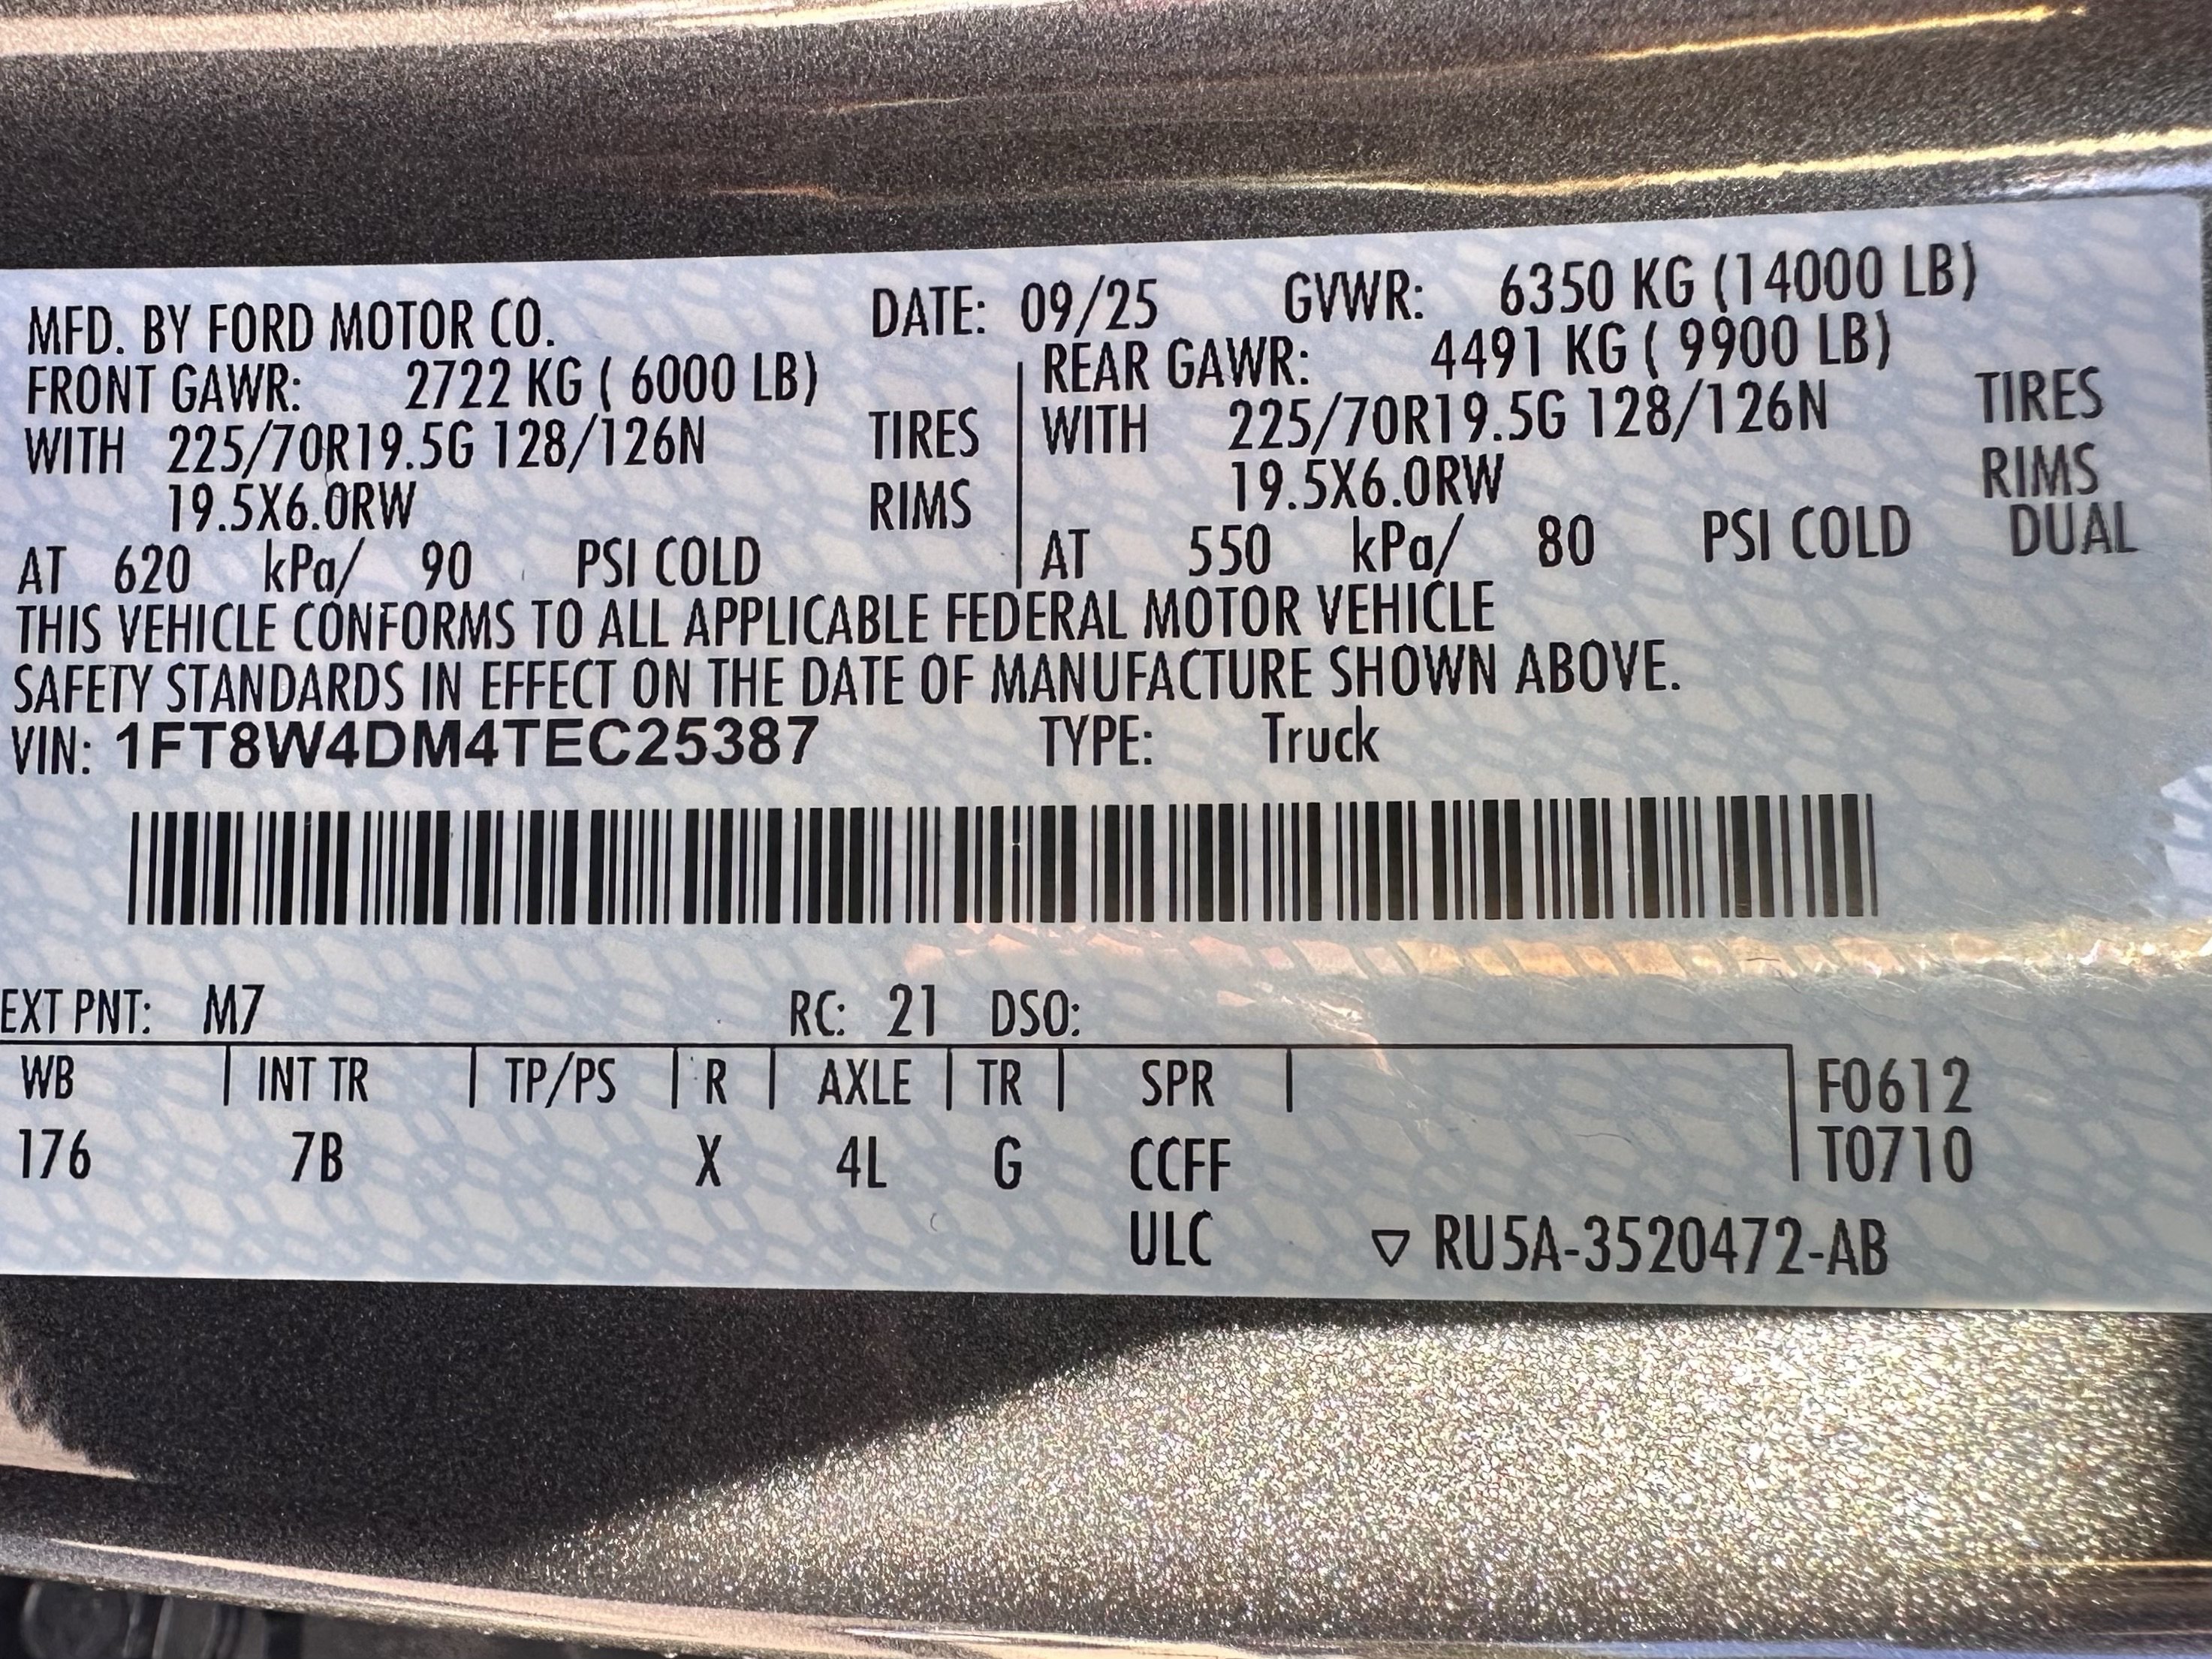 MFD. BY FORD MOTOR CO. DATE: 09/25 GVWR: 6350 KG (14000 LB)
FRONT GAWR: 2722 KG ( 6000 LB) REAR GAWR: 4491 KG ( 9900 LB)
WITH 225/70R19.5G 128/126N TIRES WITH 225/70R19.5G 128/126N TIRES
19.5X6.0RW RIMS 19.5X6.0RW RIMS
AT 620 kPa/ 90 PSI COLD AT 550 kPa/ 80 PSI COLD DUAL
THIS VEHICLE CONFORMS TO ALL APPLICABLE FEDERAL MOTOR VEHICLE
SAFETY STANDARDS IN EFFECT ON THE DATE OF MANUFACTURE SHOWN ABOVE.
VIN: 1FT8W4DM4TEC25387 TYPE: Truck
EXT PNT: M7 RC: 21 DSO:
WB INT TR TP/PS R AXLE TR SPR F0612
176 7B X 4L G CCFF T0710
ULC ▽ RU5A-3520472-AB